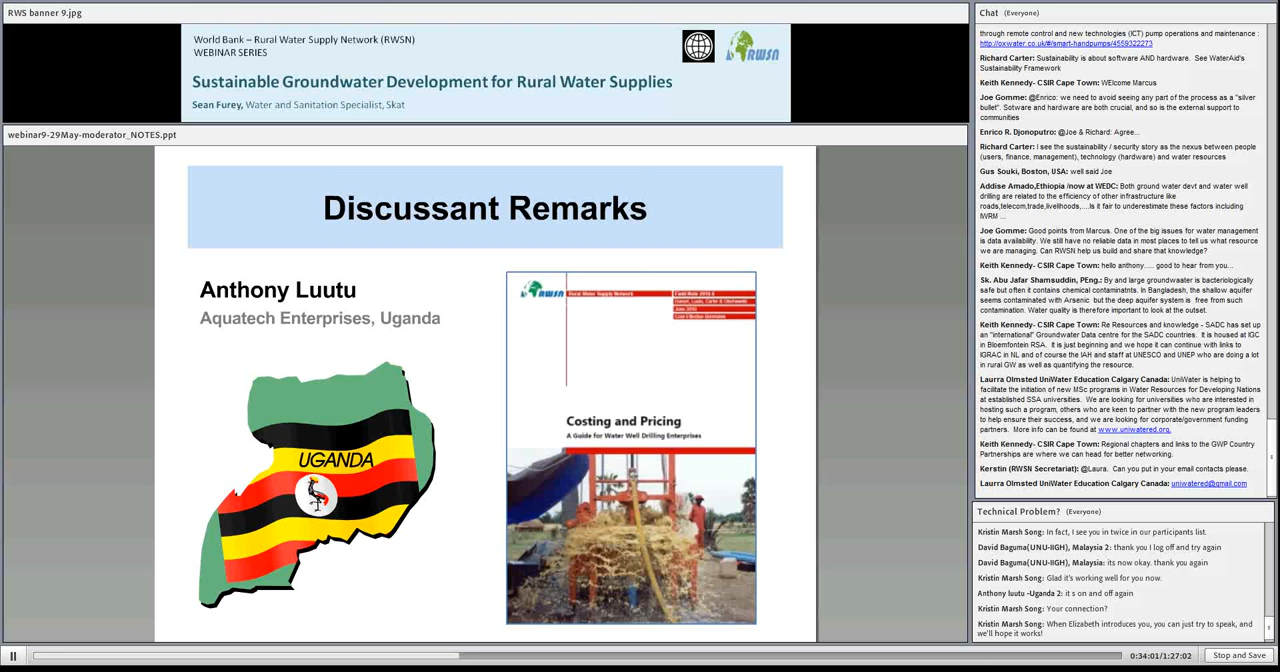 RWS banner 9.jpg
World Bank – Rural Water Supply Network (RWSN)
WEBINAR SERIES
RWSN
Sustainable Groundwater Development for Rural Water Supplies
Sean Furey, Water and Sanitation Specialist, Skat
webinar9-29May-moderator_NOTES.ppt
Discussant Remarks
Anthony Luutu
Aquatech Enterprises, Uganda
UGANDA
RWSN
Rural Water Supply Network
June 2010
Costing and Pricing
A Guide for Water Well Drilling Enterprises
Chat (Everyone)
through remote control and new technologies (ICT) pump operations and maintenance :
http://oxwater.co.uk/#/smart-handpumps/4559322273
Richard Carter: Sustainability is about software AND hardware. See WaterAid's
Sustainability Framework
Keith Kennedy- CSIR Cape Town: WElcome Marcus
Joe Gomme: @Enrico: we need to avoid seeing any part of the process as a "silver
bullet". Sotware and hardware are both crucial, and so is the external support to
communities
Enrico R. Djonoputro: @Joe & Richard: Agree...
Richard Carter: I see the sustainability / security story as the nexus between people
(users, finance, management), technology (hardware) and water resources
Gus Souki, Boston, USA: well said Joe
Addise Amado,Ethiopia /now at WEDC: Both ground water devt and water well
drilling are related to the efficiency of other infrastructure like
roads,telecom,trade,livelihoods,....Is it fair to underestimate these factors including
IWRM ...
Joe Gomme: Good points from Marcus. One of the big issues for water management
is data availability. We still have no reliable data in most places to tell us what resource
we are managing. Can RWSN help us build and share that knowledge?
Keith Kennedy- CSIR Cape Town: hello anthony..... good to hear from you...
Sk. Abu Jafar Shamsuddin, PEng.: By and large groundwaater is bacteriologically
safe but often it contains chemical contaminatnts. In Bangladesh, the shallow aquifer
seems contaminated with Arsenic but the deep aquifer system is free from such
contamination. Water quality is therefore important to look at the outset.
Keith Kennedy- CSIR Cape Town: Re Resources and knowledge - SADC has set up
an "international" Groundwater Data centre for the SADC countries. It is housed at IGC
in Bloemfontein RSA. It is just beginning and we hope it can continue with links to
IGRAC in NL and of course the IAH and staff at UNESCO and UNEP who are doing a lot
in rural GW as well as quantifying the resource.
Laurra Olmsted UniWater Education Calgary Canada: UniWater is helping to
facilitate the initiation of new MSc programs in Water Resources for Developing Nations
at established SSA universities. We are looking for universities who are interested in
hosting such a program, others who are keen to partner with the new program leaders
to help ensure their success, and we are looking for corporate/government funding
partners. More info can be found at www.uniwatered.org.
Keith Kennedy- CSIR Cape Town: Regional chapters and links to the GWP Country
Partnerships are where we can head for better networking.
Kerstin (RWSN Secretariat): @Laura. Can you put in your email contacts please.
Laurra Olmsted UniWater Education Calgary Canada: uniwatered@gmail.com
Technical Problem? (Everyone)
Kristin Marsh Song: In fact, I see you in twice in our participants list.
David Baguma(UNU-IIGH), Malaysia 2: thank you I log off and try again
David Baguma(UNU-IIGH), Malaysia: its now okay. thank you again
Kristin Marsh Song: Glad it's working well for you now.
Anthony luutu -Uganda 2: it s on and off again
Kristin Marsh Song: Your connection?
Kristin Marsh Song: When Elizabeth introduces you, you can just try to speak, and
we'll hope it works!
0:34:01/1:27:02
Stop and Save